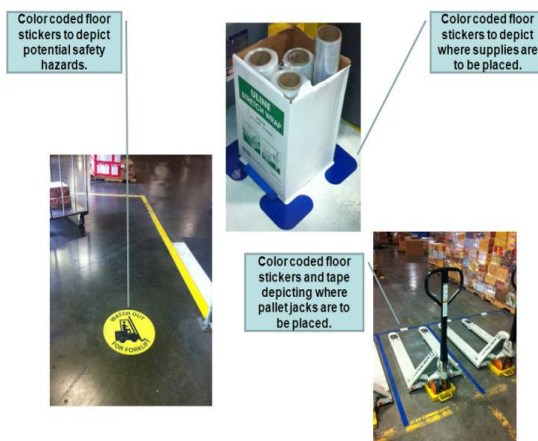 Color coded floor
stickers to depict
potential safety
hazards.
Color coded floor
stickers to depict
where supplies are
to be placed.
ULINE
STRETCH WRAP
Color coded floor
stickers and tape
depicting where
pallet jacks are to
be placed.
WATCH OUT
FOR FORKLIFT